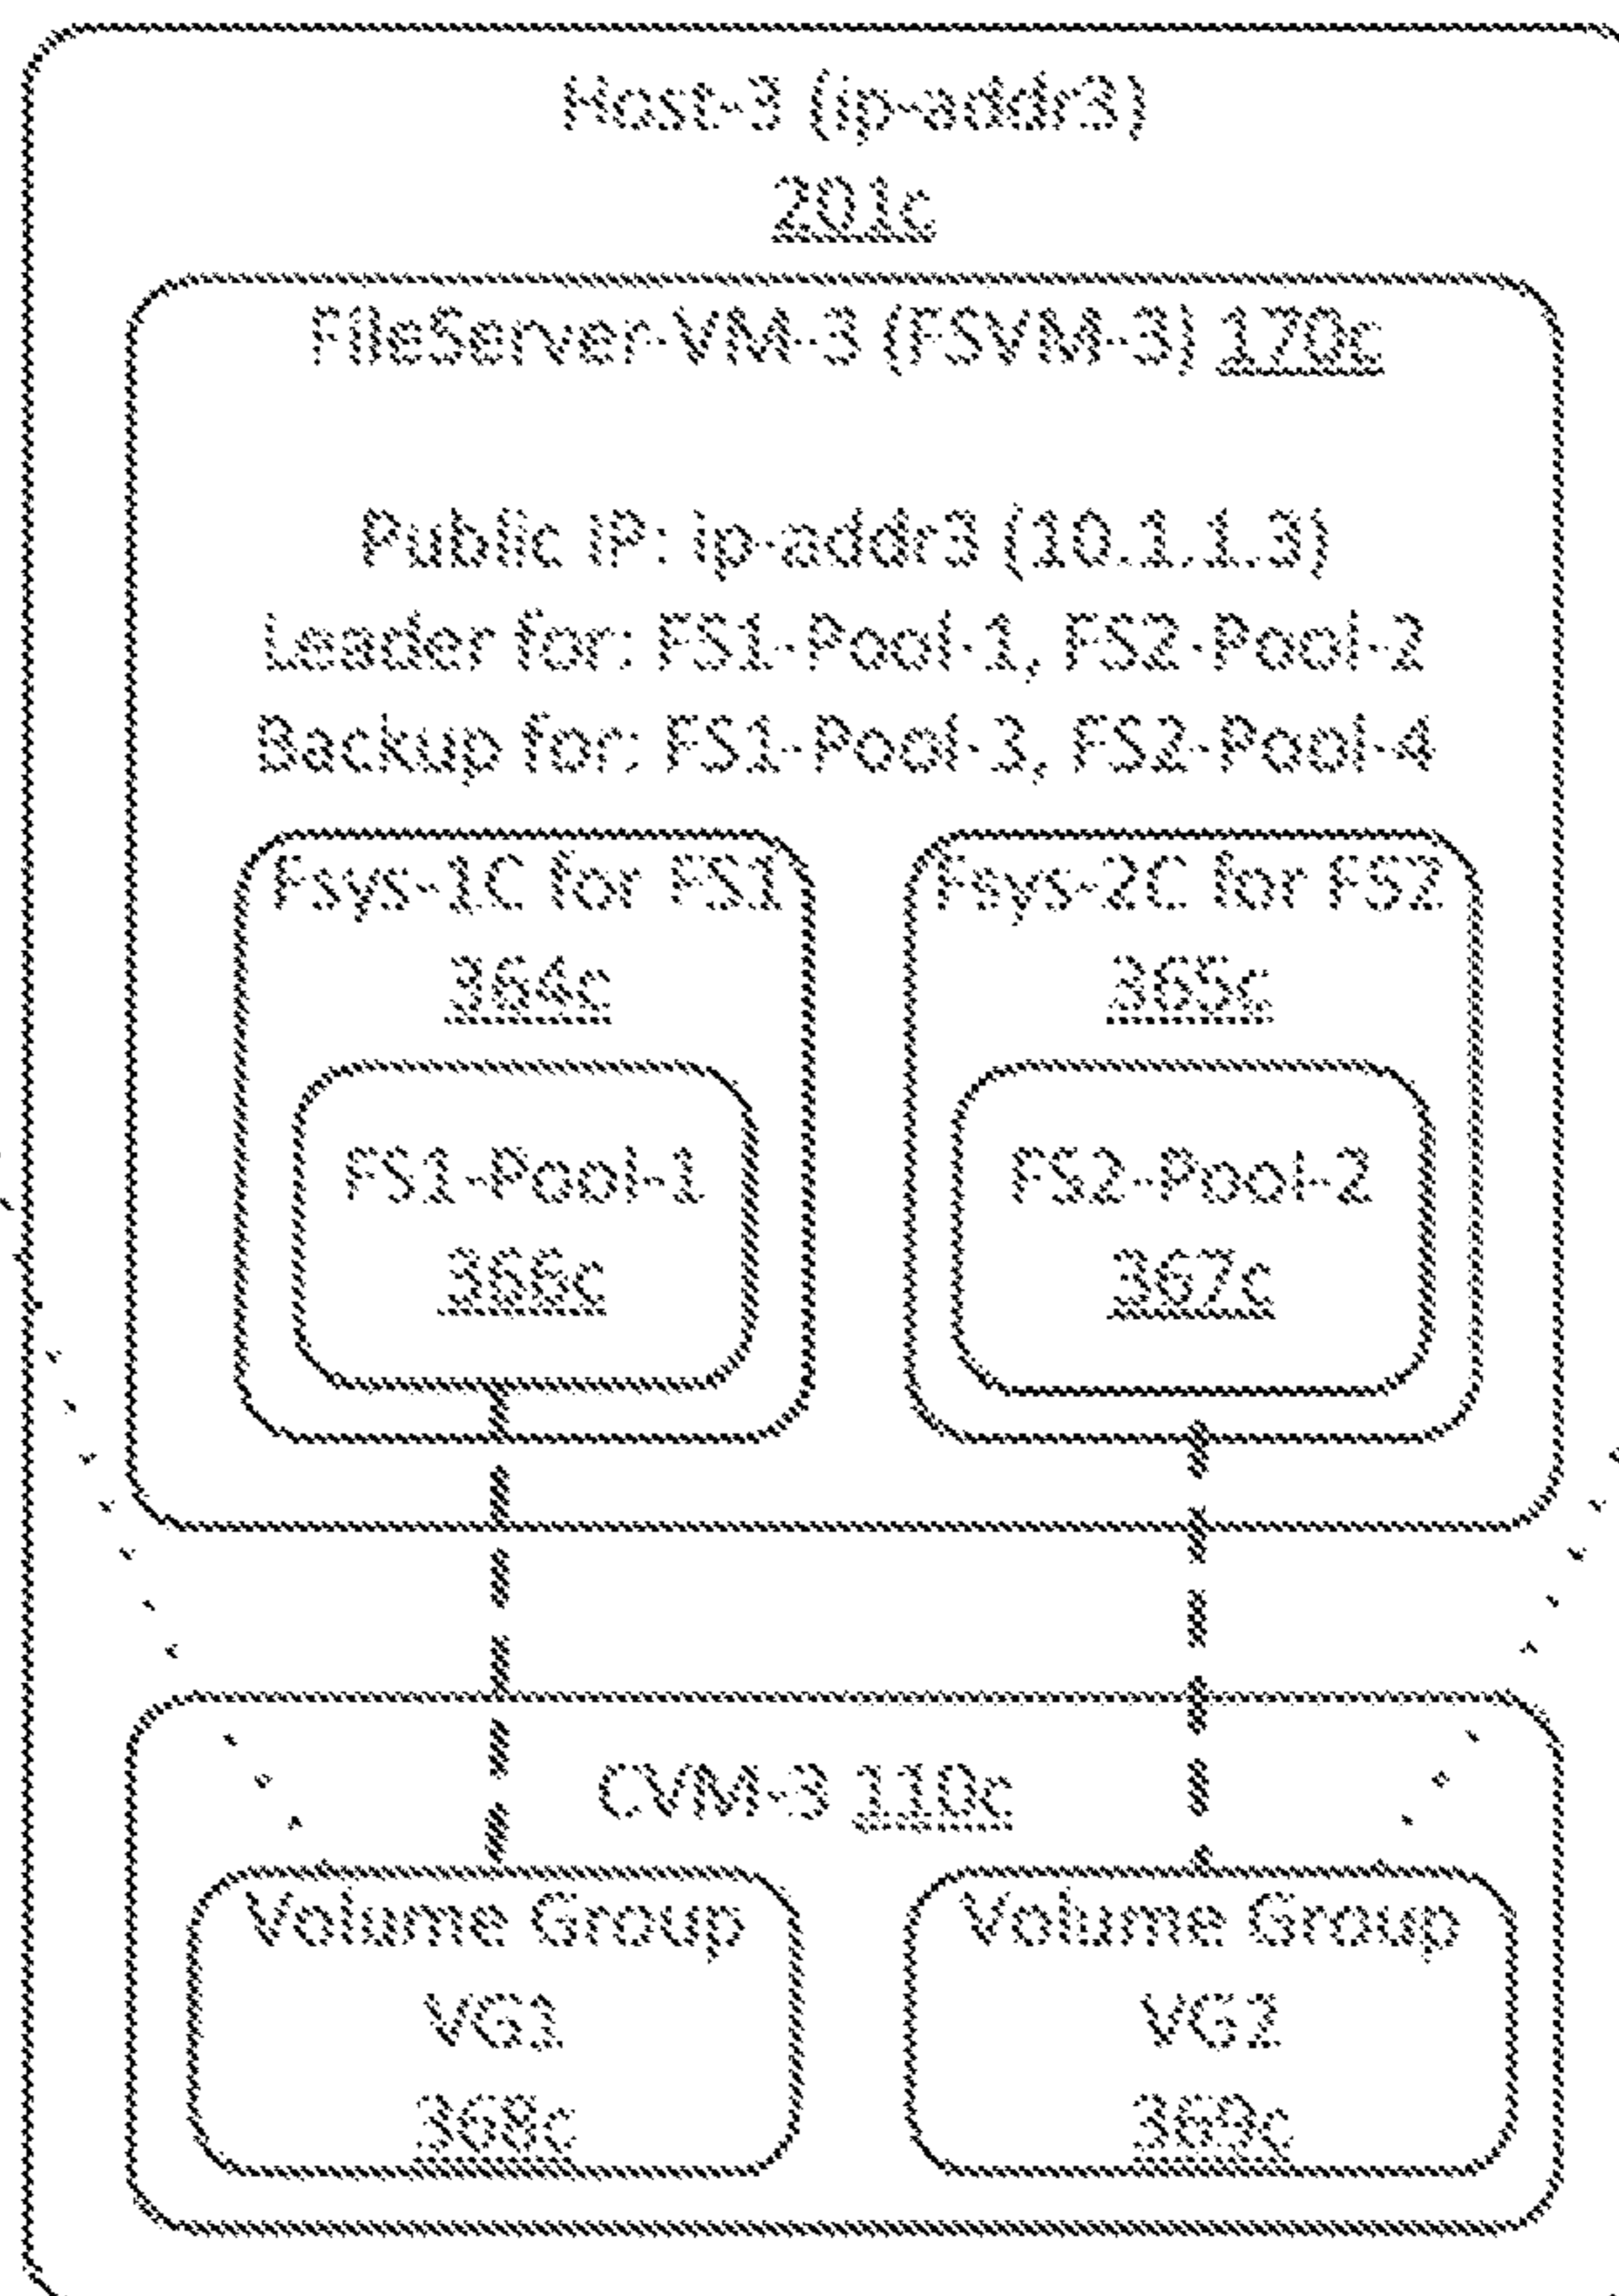 Host-3 (ip-addr3)
201c
FileServer-VM-3 (FSVM-3) 170c
Public IP: ip-addr3 (10.1.1.3)
Leader for: FS1-Pool-1, FS2-Pool-2
Backup for: FS1-Pool-3, FS2-Pool-4
Fsys-1C for FS1
364c
FS1-Pool-1
366c
Fsys-2C for FS2
365c
FS2-Pool-2
367c
CVM-3 110c
Volume Group
VG1
368c
Volume Group
VG2
369c